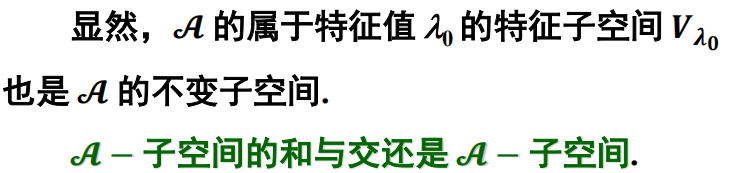 显然，𝒜 的属于特征值 λ₀ 的特征子空间 V_λ₀
也是 𝒜 的不变子空间.
𝒜 − 子空间的和与交还是 𝒜 − 子空间.